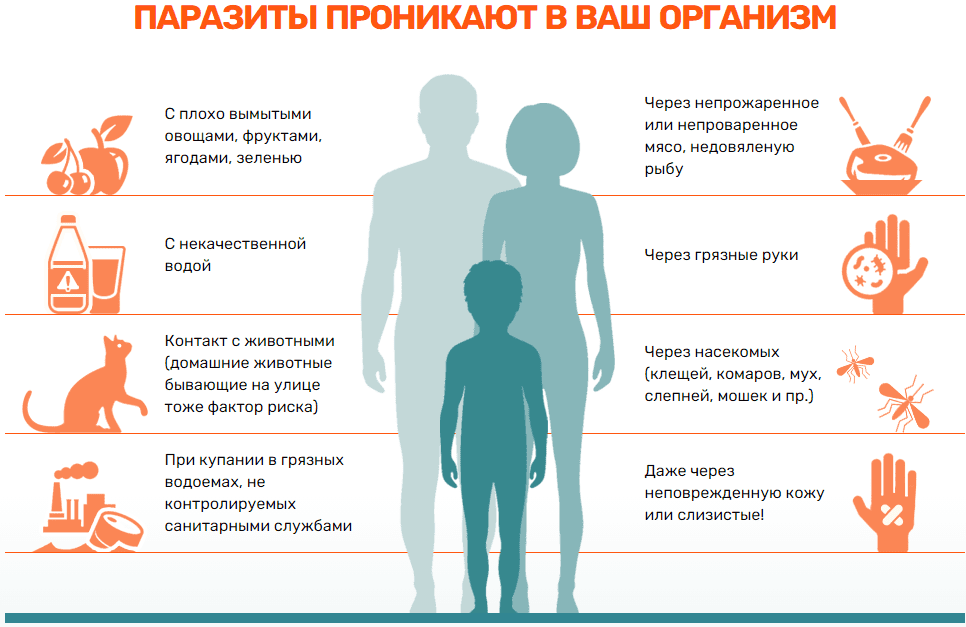 ПАРАЗИТЫ ПРОНИКАЮТ В ВАШ ОРГАНИЗМ
С плохо вымытыми
овощами, фруктами,
ягодами, зеленью
С некачественной
водой
Контакт с животными
(домашние животные
бывающие на улице
тоже фактор риска)
При купании в грязных
водоемах, не
контролируемых
санитарными службами
Через непрожаренное
или непроваренное
мясо, недовяленую
рыбу
Через грязные руки
Через насекомых
(клещей, комаров, мух,
слепней, мошек и пр.)
Даже через
неповрежденную кожу
или слизистые!